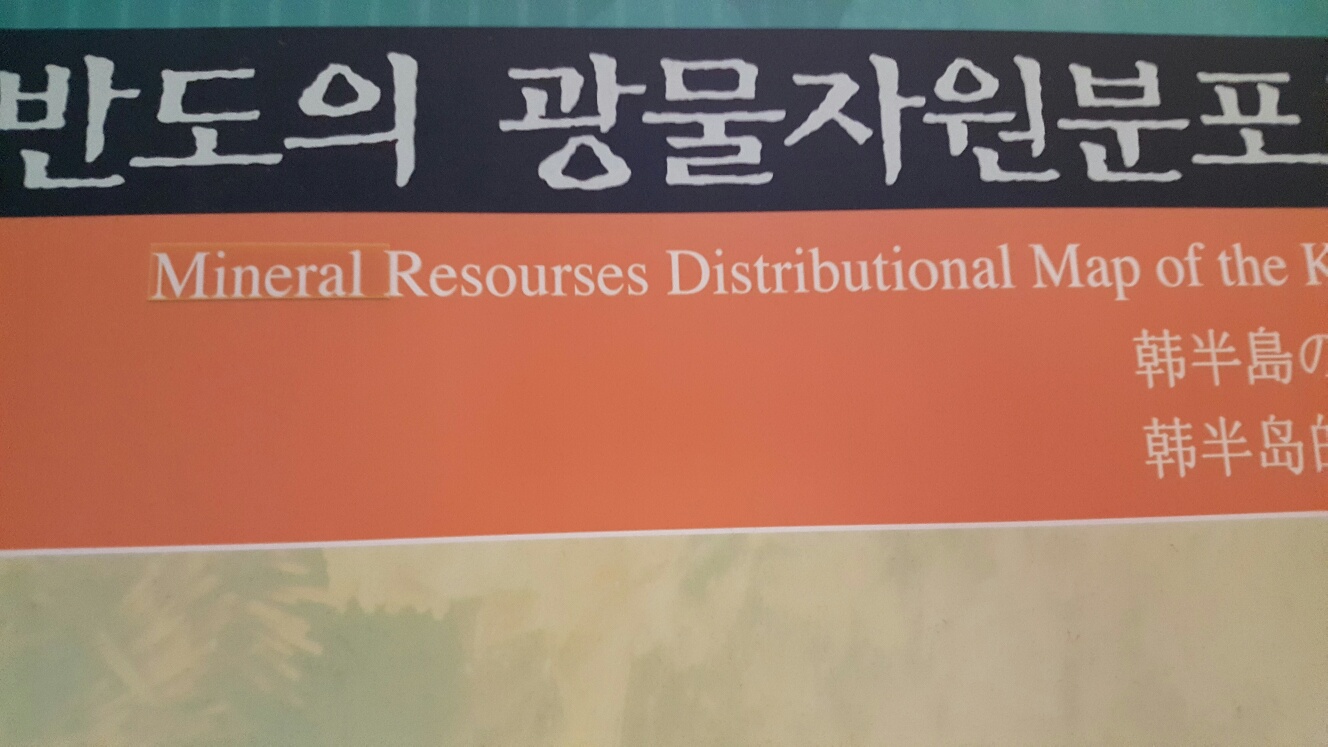 반도의 광물자원분포
Mineral Resourses Distributional Map of the K
韩半島の
韩半岛的